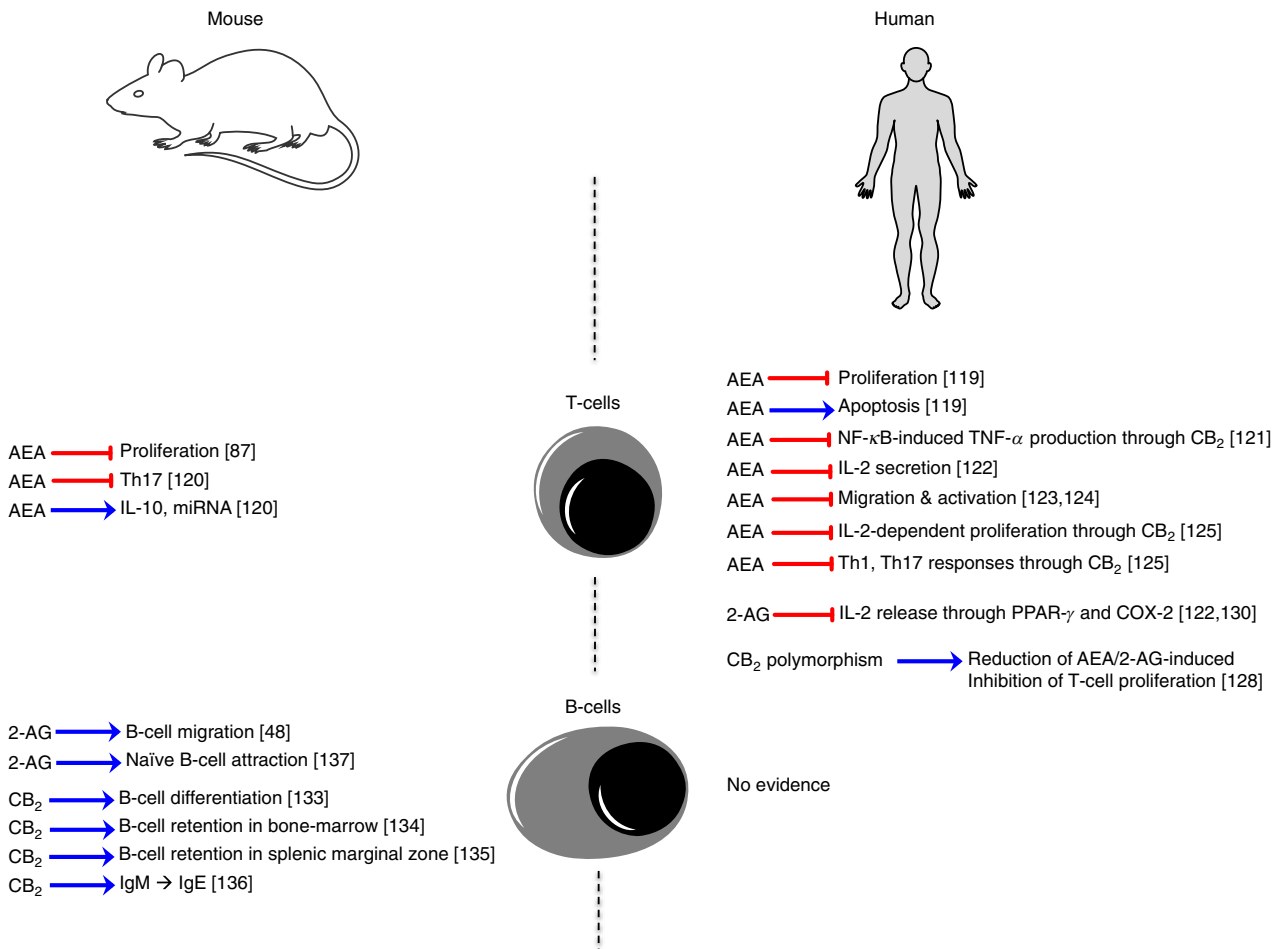 Mouse
Human
T-cells
AEA Proliferation [87]
AEA Th17 [120]
AEA IL-10, miRNA [120]
AEA Proliferation [119]
AEA Apoptosis [119]
AEA NF-κB-induced TNF-α production through CB₂ [121]
AEA IL-2 secretion [122]
AEA Migration & activation [123,124]
AEA IL-2-dependent proliferation through CB₂ [125]
AEA Th1, Th17 responses through CB₂ [125]
2-AG IL-2 release through PPAR-γ and COX-2 [122,130]
CB₂ polymorphism Reduction of AEA/2-AG-induced
Inhibition of T-cell proliferation [128]
B-cells
2-AG B-cell migration [48]
2-AG Naïve B-cell attraction [137]
CB₂ B-cell differentiation [133]
CB₂ B-cell retention in bone-marrow [134]
CB₂ B-cell retention in splenic marginal zone [135]
CB₂ IgM → IgE [136]
No evidence